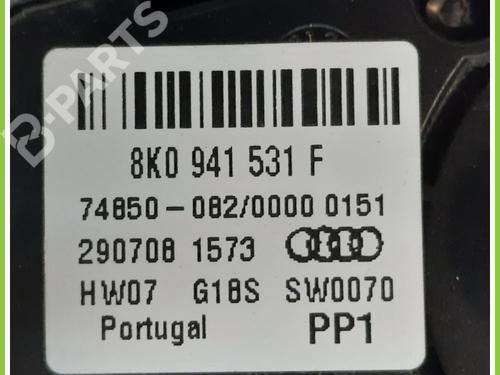 B-PARTS
8K0 941 531 F
74850-082/0000 0151
290708 1573
HW07 G18S SW0070
Portugal PP1